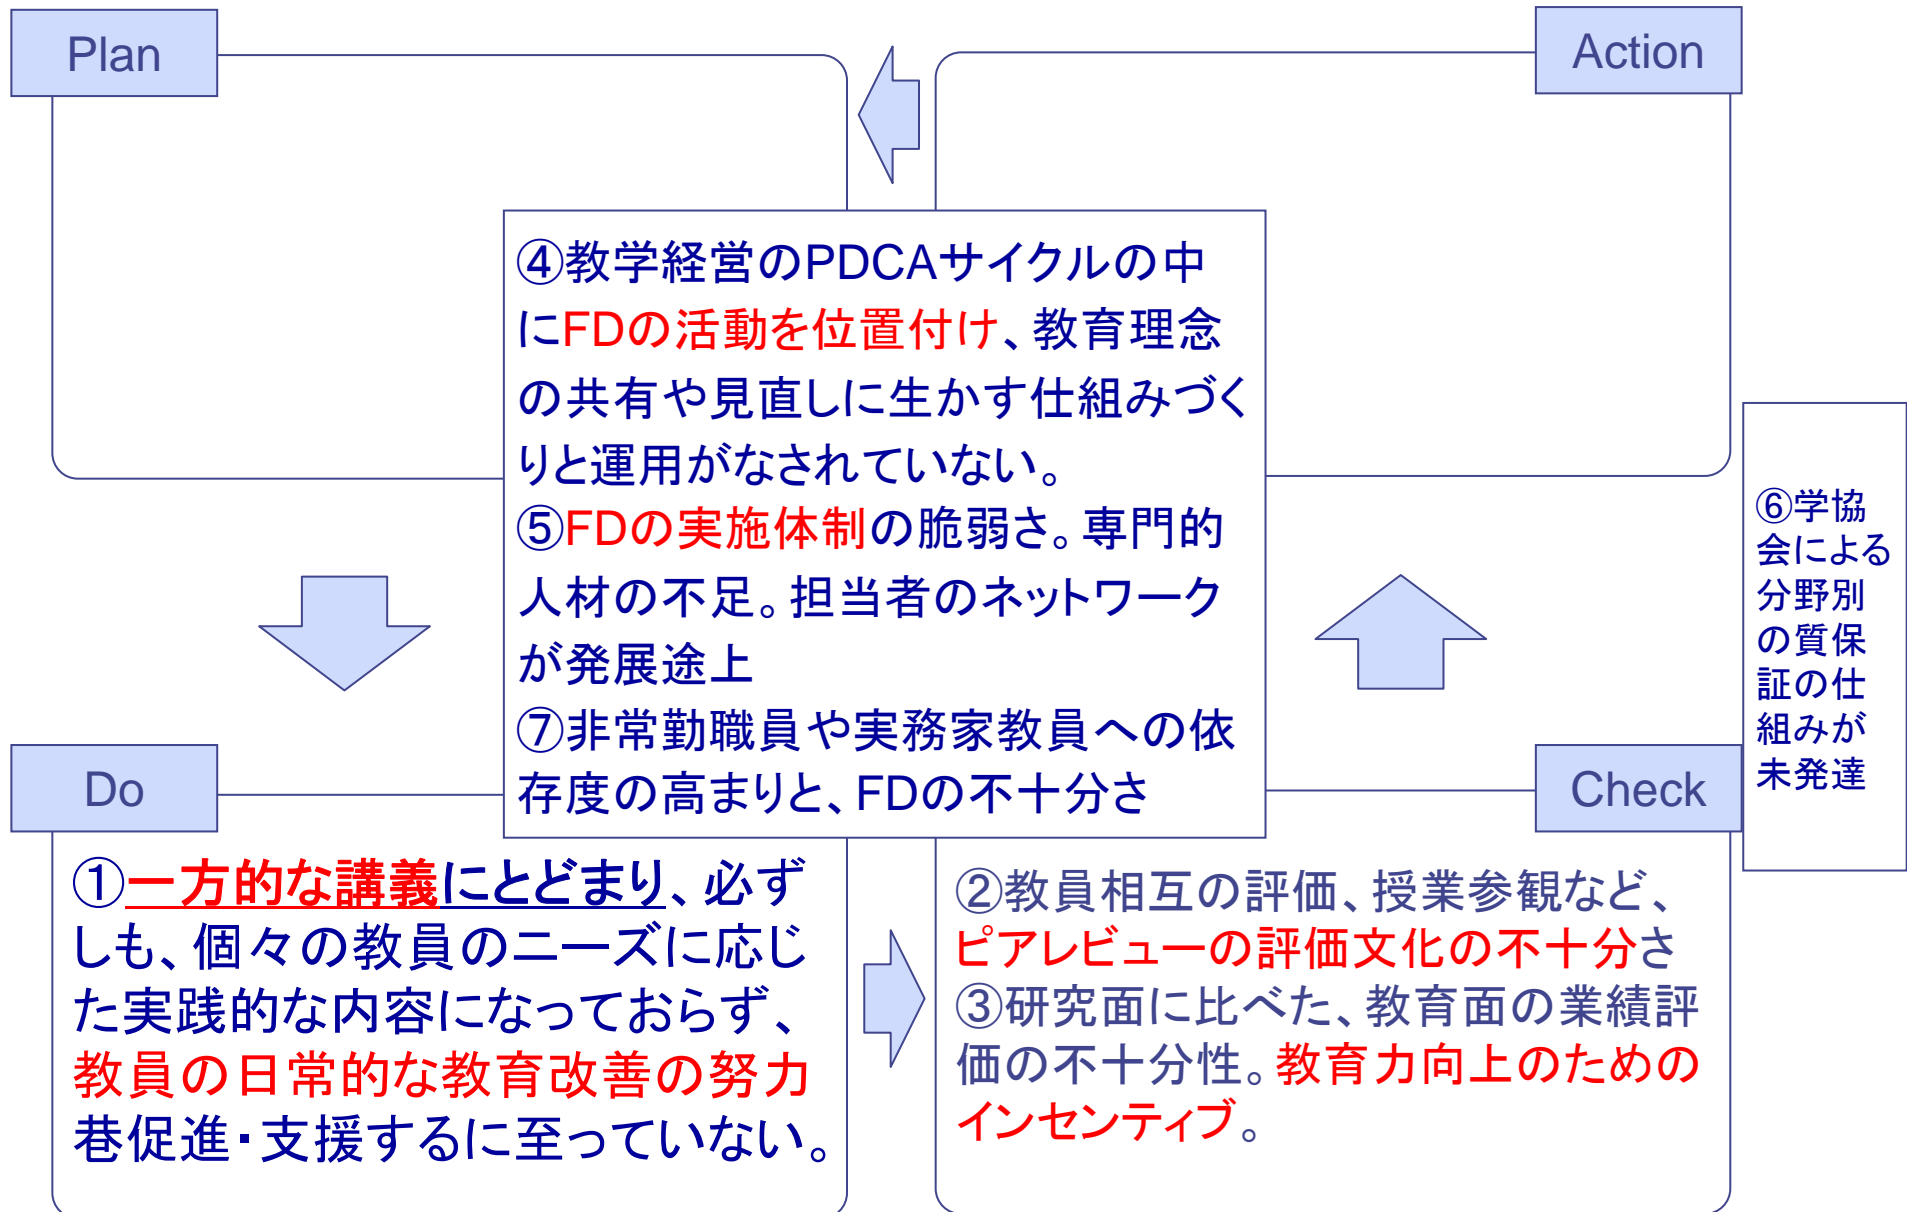 Plan
Action
④教学経営のPDCAサイクルの中
にFDの活動を位置付け、教育理念
の共有や見直しに生かす仕組みづく
りと運用がなされていない。
⑤FDの実施体制の脆弱さ。専門的
人材の不足。担当者のネットワーク
が発展途上
⑦非常勤職員や実務家教員への依
存度の高まりと、FDの不十分さ
⑥学協
会による
分野別
の質保
証の仕
組みが
未発達
Do
Check
①一方的な講義にとどまり、必ず
しも、個々の教員のニーズに応じ
た実践的な内容になっておらず、
教員の日常的な教育改善の努力
巷促進・支援するに至っていない。
②教員相互の評価、授業参観など、
ピアレビューの評価文化の不十分さ
③研究面に比べた、教育面の業績評
価の不十分性。教育力向上のための
インセンティブ。